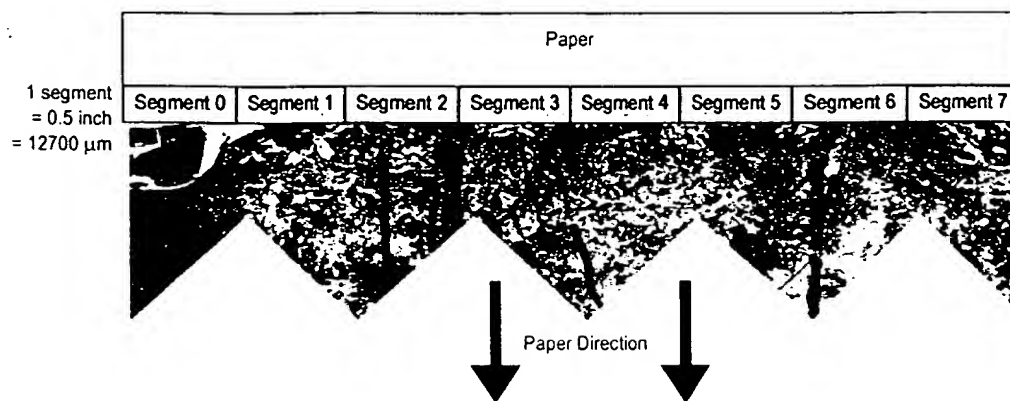 Paper
1 segment
= 0.5 inch
= 12700 µm
Segment 0 Segment 1 Segment 2 Segment 3 Segment 4 Segment 5 Segment 6 Segment 7
Paper Direction